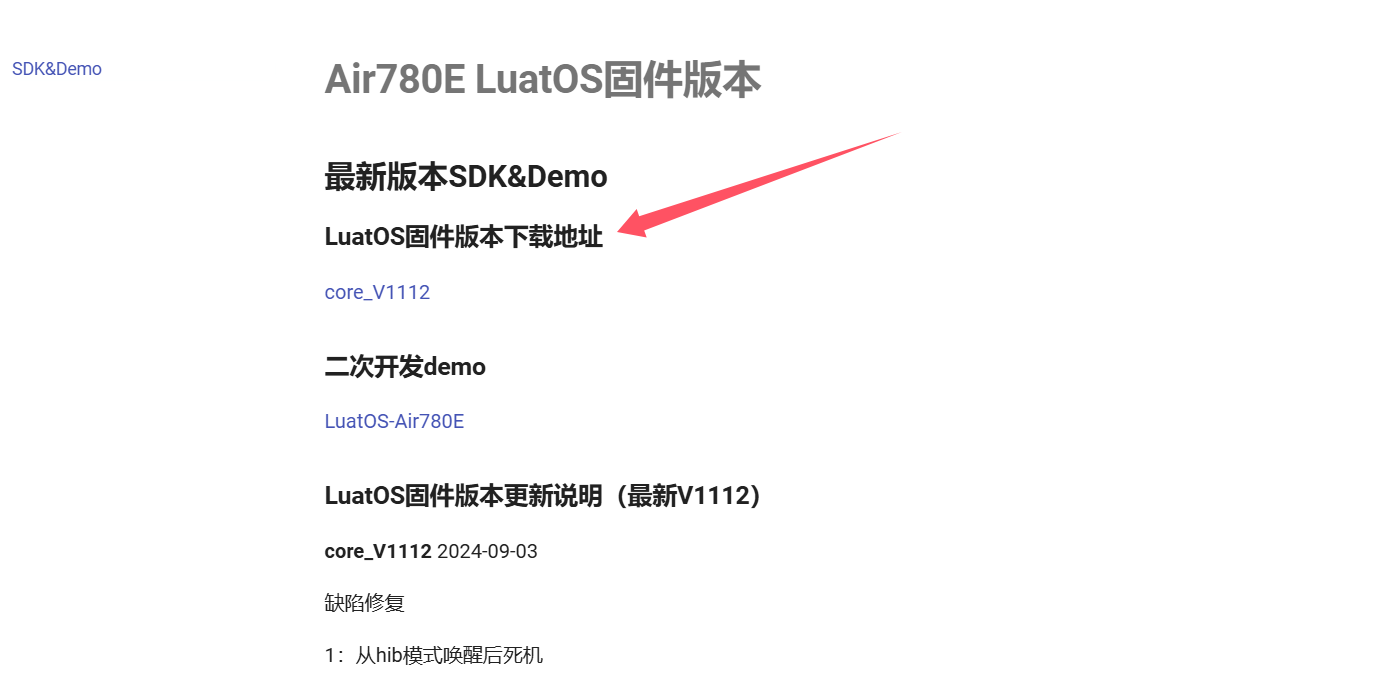 SDK&Demo
Air780E LuatOS固件版本
最新版本SDK&Demo
LuatOS固件版本下载地址
core_V1112
二次开发demo
LuatOS-Air780E
LuatOS固件版本更新说明（最新V1112）
core_V1112 2024-09-03
缺陷修复
1：从hib模式唤醒后死机